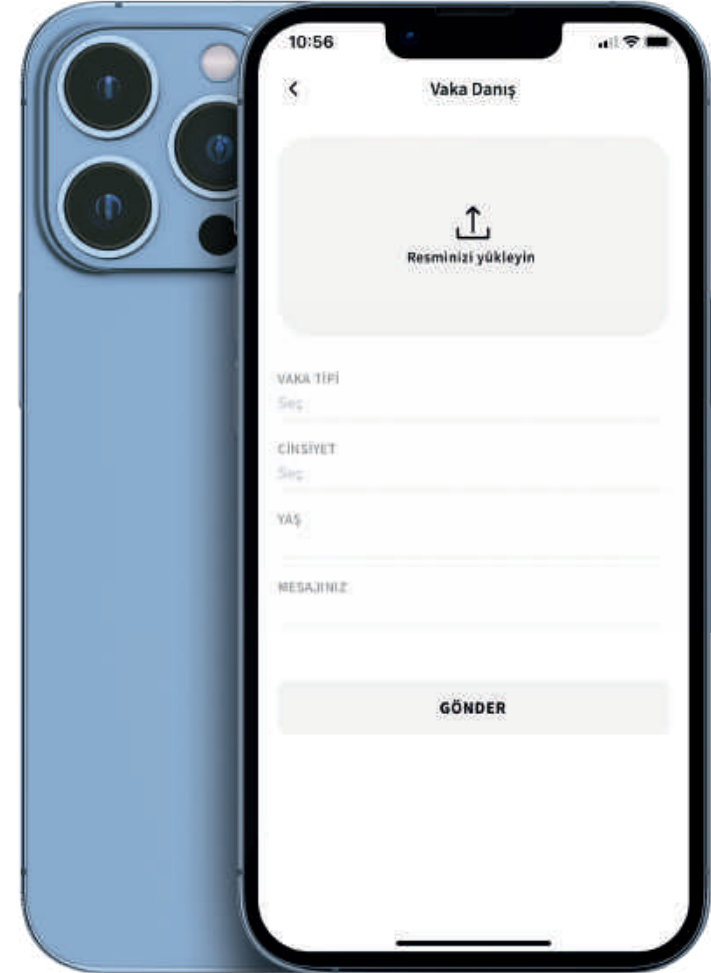 10:56
Vaka Danış
Resminizi yükleyin
VAKA TİPİ
Seç
CİNSİYET
Seç
YAŞ
MESAJINIZ
GÖNDER